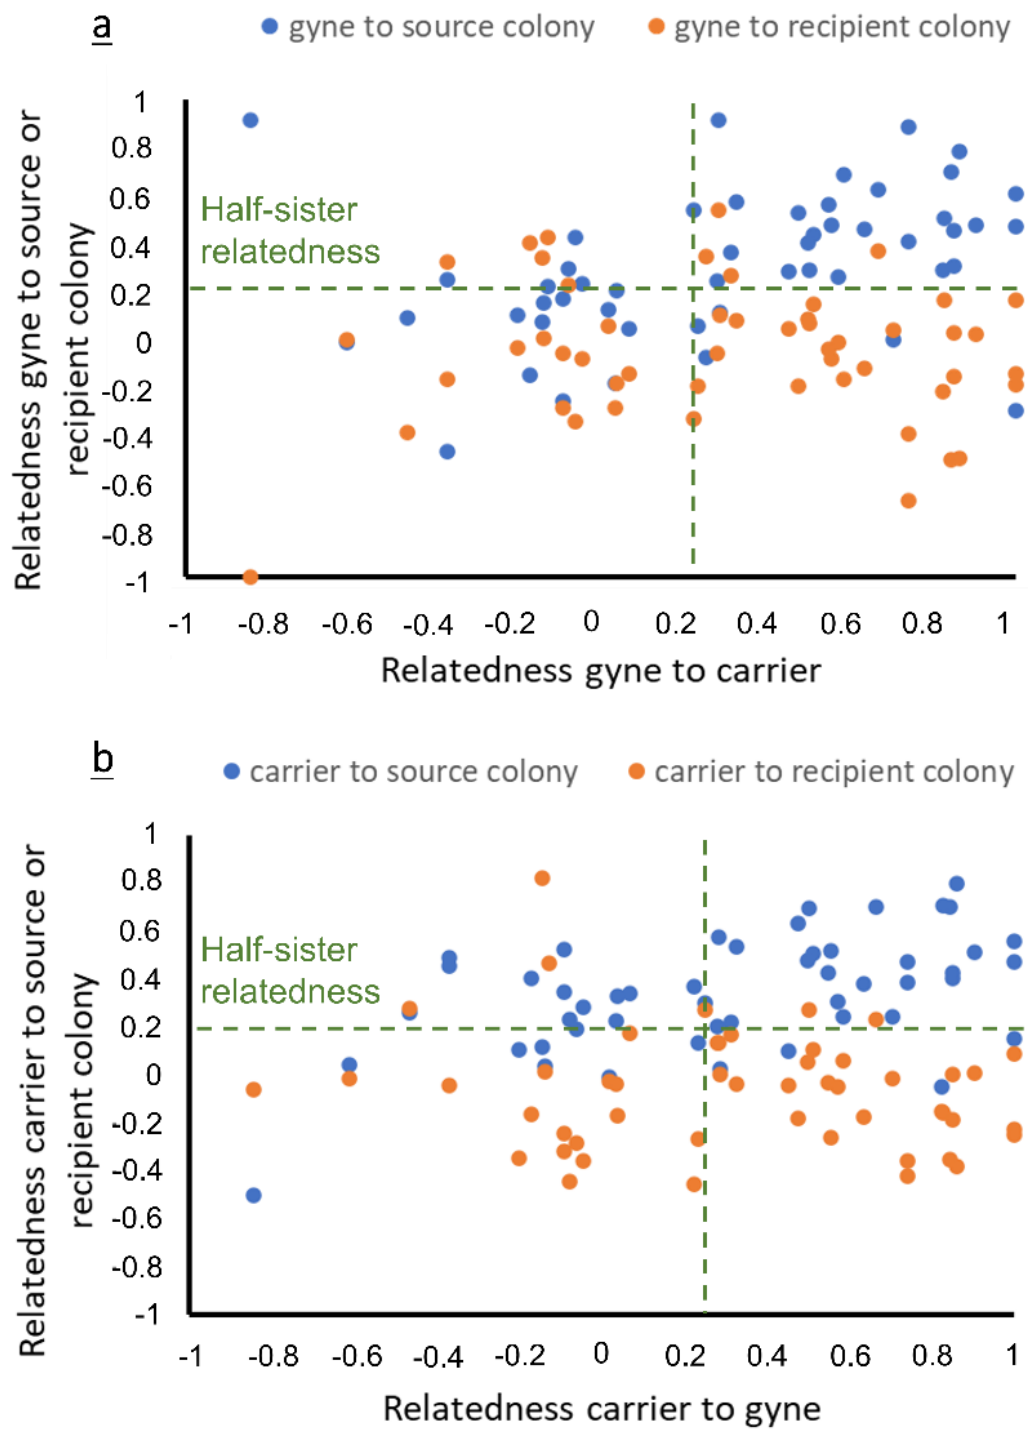 a
gyne to source colony
gyne to recipient colony
Relatedness gyne to source or
recipient colony
1
0.8
0.6
0.4
0.2
0
-0.2
-0.4
-0.6
-0.8
-1
Half-sister
relatedness
-1 -0.8 -0.6 -0.4 -0.2 0 0.2 0.4 0.6 0.8 1
Relatedness gyne to carrier
b
carrier to source colony
carrier to recipient colony
Relatedness carrier to source or
recipient colony
1
0.8
0.6
0.4
0.2
0
-0.2
-0.4
-0.6
-0.8
-1
Half-sister
relatedness
-1 -0.8 -0.6 -0.4 -0.2 0 0.2 0.4 0.6 0.8 1
Relatedness carrier to gyne